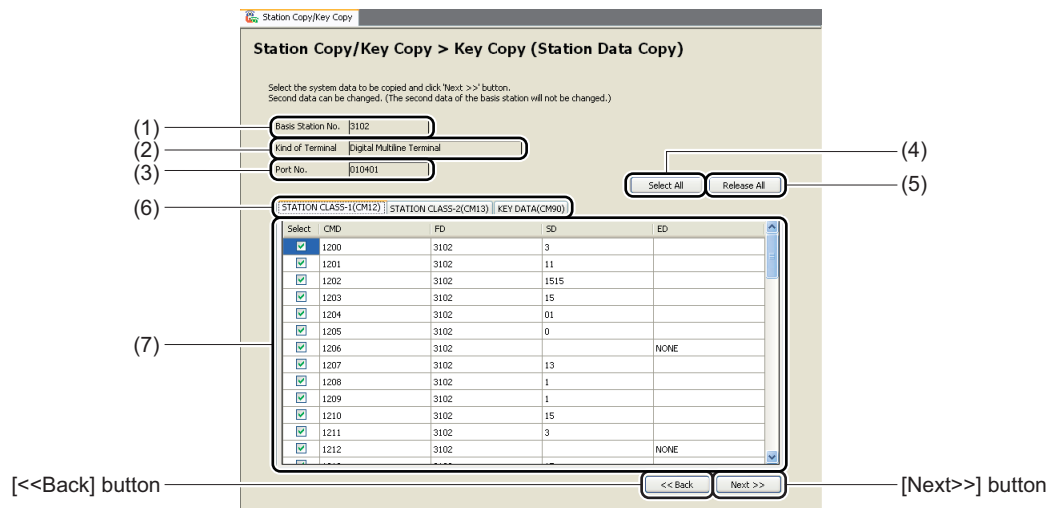 Station Copy/Key Copy
Station Copy/Key Copy > Key Copy (Station Data Copy)
Select the system data to be copied and click 'Next >>' button.
Second data can be changed. (The second data of the basis station will not be changed.)
(1) Basis Station No. 3102
(2) Kind of Terminal Digital Multiline Terminal
(3) Port No. 010401
(4)
Select All Release All (5)
(6) STATION CLASS-1(CM12) STATION CLASS-2(CM13) KEY DATA(CM90)
Select CMD FD SD ED
1200 3102 3
1201 3102 11
1202 3102 1515
1203 3102 15
1204 3102 01
1205 3102 0
1206 3102 NONE
(7)
1207 3102 13
1208 3102 1
1209 3102 1
1210 3102 15
1211 3102 3
1212 3102 NONE
[<<Back] button << Back Next >> [Next>>] button